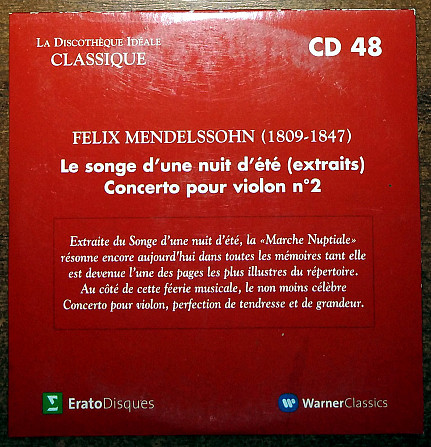 La Discothèque Idéale
CLASSIQUE
CD 48
FELIX MENDELSSOHN (1809-1847)
Le songe d'une nuit d'été (extraits)
Concerto pour violon n°2
Extraite du Songe d'une nuit d'été, la «Marche Nuptiale»
résonne encore aujourd'hui dans toutes les mémoires tant elle
est devenue l'une des pages les plus illustres du répertoire.
Au côté de cette féerie musicale, le non moins célèbre
Concerto pour violon, perfection de tendresse et de grandeur.
EratoDisques
WarnerClassics